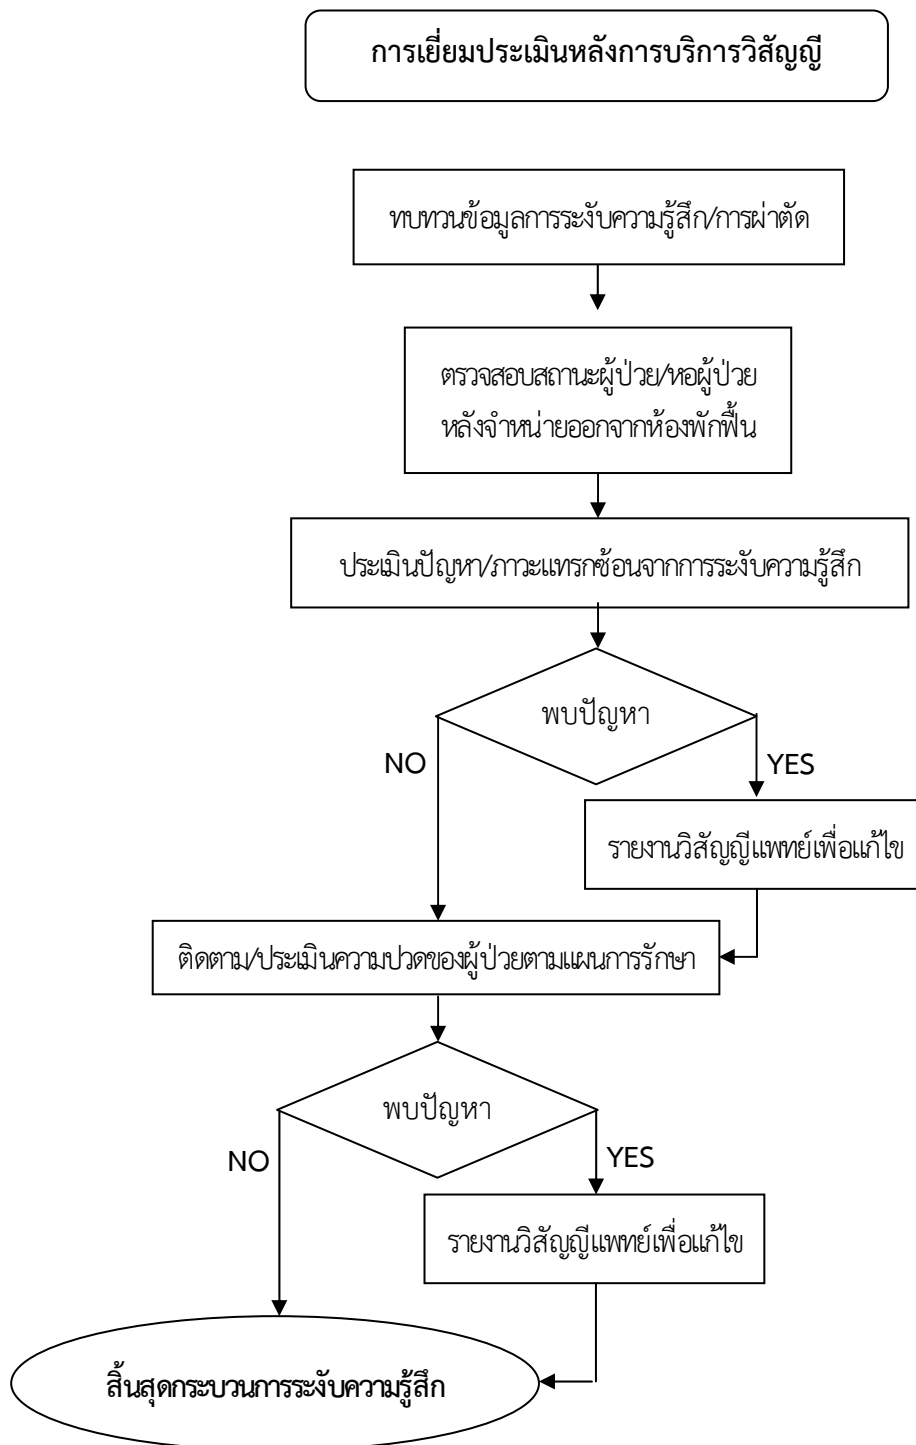 การเยี่ยมประเมินหลังการบริการวิสัญญี
ทบทวนข้อมูลการระงับความรู้สึก/การผ่าตัด
ตรวจสอบสถานะผู้ป่วย/หอผู้ป่วย
หลังจำหน่ายออกจากห้องพักฟื้น
ประเมินปัญหา/ภาวะแทรกซ้อนจากการระงับความรู้สึก
พบปัญหา
NO
YES
รายงานวิสัญญีแพทย์เพื่อแก้ไข
ติดตาม/ประเมินความปวดของผู้ป่วยตามแผนการรักษา
พบปัญหา
NO
YES
รายงานวิสัญญีแพทย์เพื่อแก้ไข
สิ้นสุดกระบวนการระงับความรู้สึก